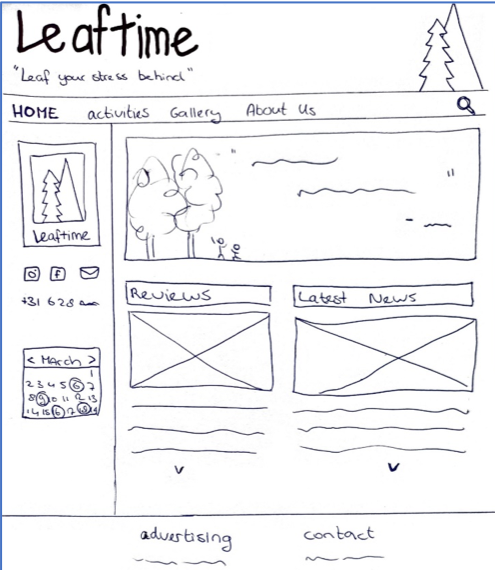 Leaftime
"Leaf your stress behind"
HOME activities Gallery About Us
Leaftime
+31 628
Reviews
Latest News
< March >
1
2 3 4 5 6 7
8 9 10 11 12 13
14 15 16 17 18 19
advertising contact